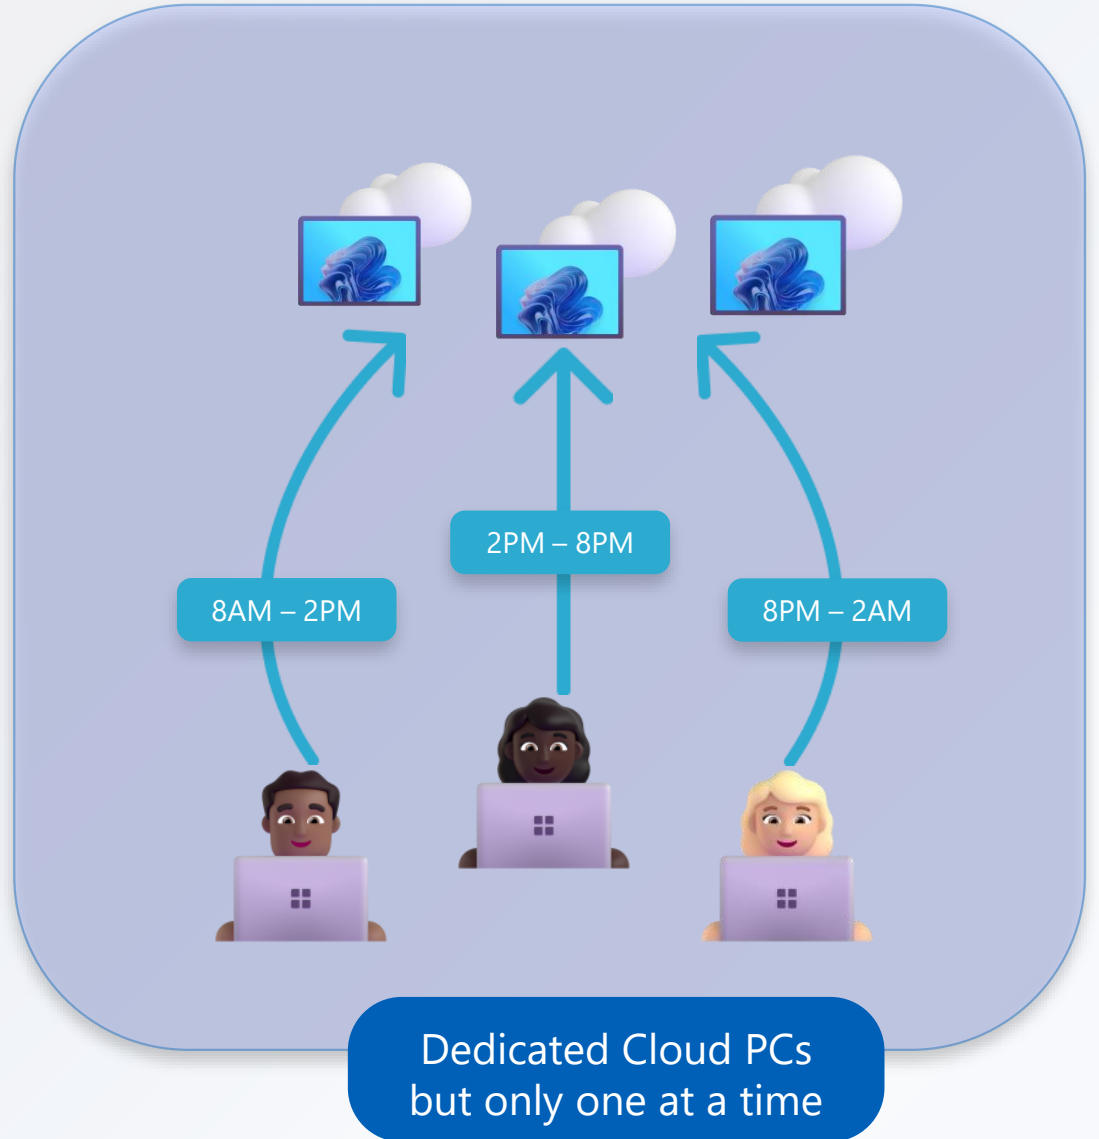 2PM – 8PM
8AM – 2PM
8PM – 2AM
Dedicated Cloud PCs
but only one at a time